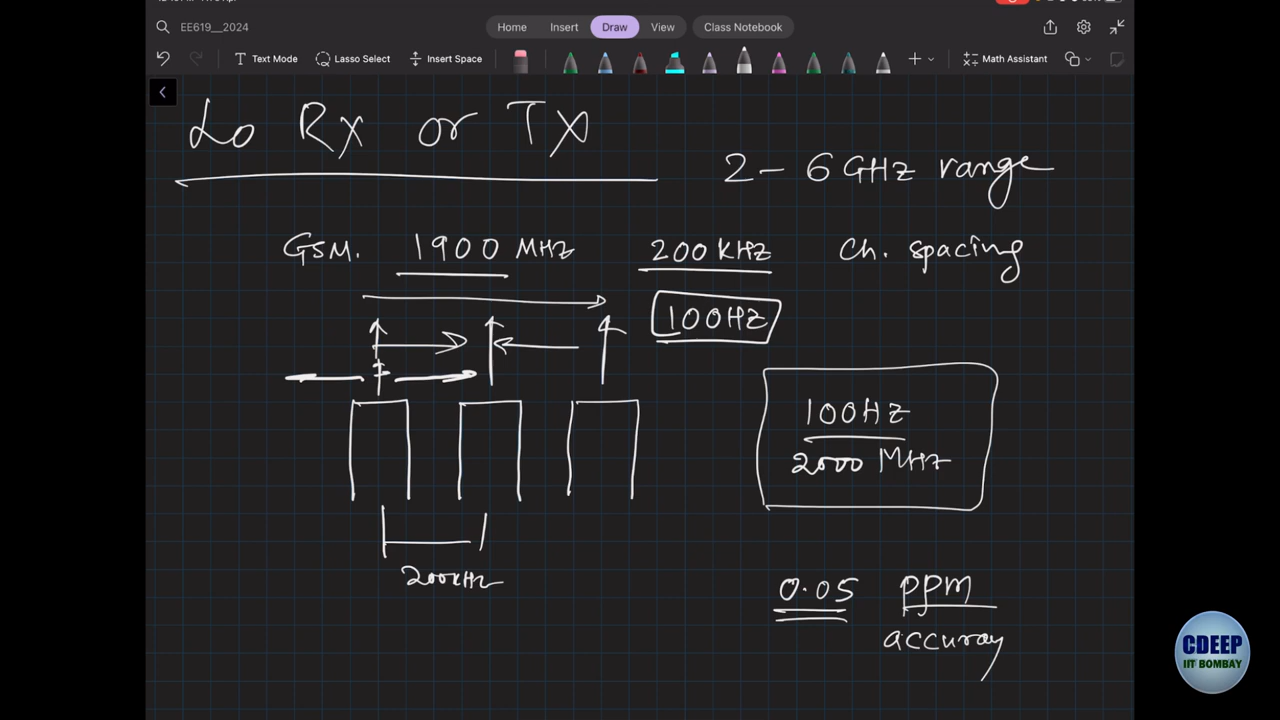 EE619__2024
Home Insert Draw View Class Notebook
Text Mode Lasso Select Insert Space Math Assistant
Lo Rx or TX
2 - 6 GHz range
GSM. 1900 MHz 200 KHz Ch. spacing
100Hz
100Hz
2000 MHz
200kHz
0.05 ppm
accuray
CDEEP
IIT BOMBAY